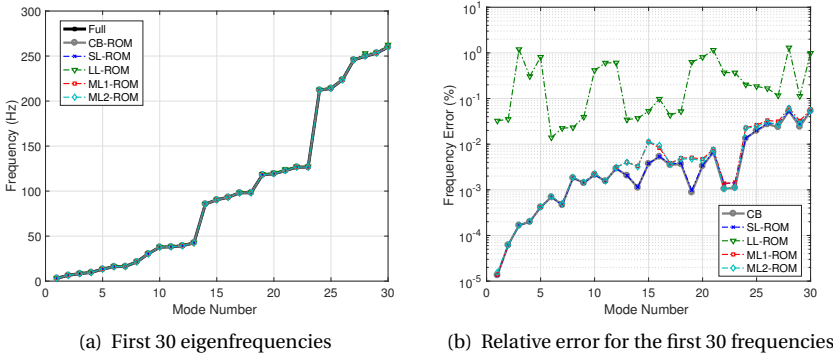 300
250
200
150
100
50
0
Frequency (Hz)
0 5 10 15 20 25 30
Mode Number
Full
CB-ROM
SL-ROM
LL-ROM
ML1-ROM
ML2-ROM
(a) First 30 eigenfrequencies
10^1
10^0
10^-1
10^-2
10^-3
10^-4
10^-5
Frequency Error (%)
0 5 10 15 20 25 30
Mode Number
CB
SL-ROM
LL-ROM
ML1-ROM
ML2-ROM
(b) Relative error for the first 30 frequencies